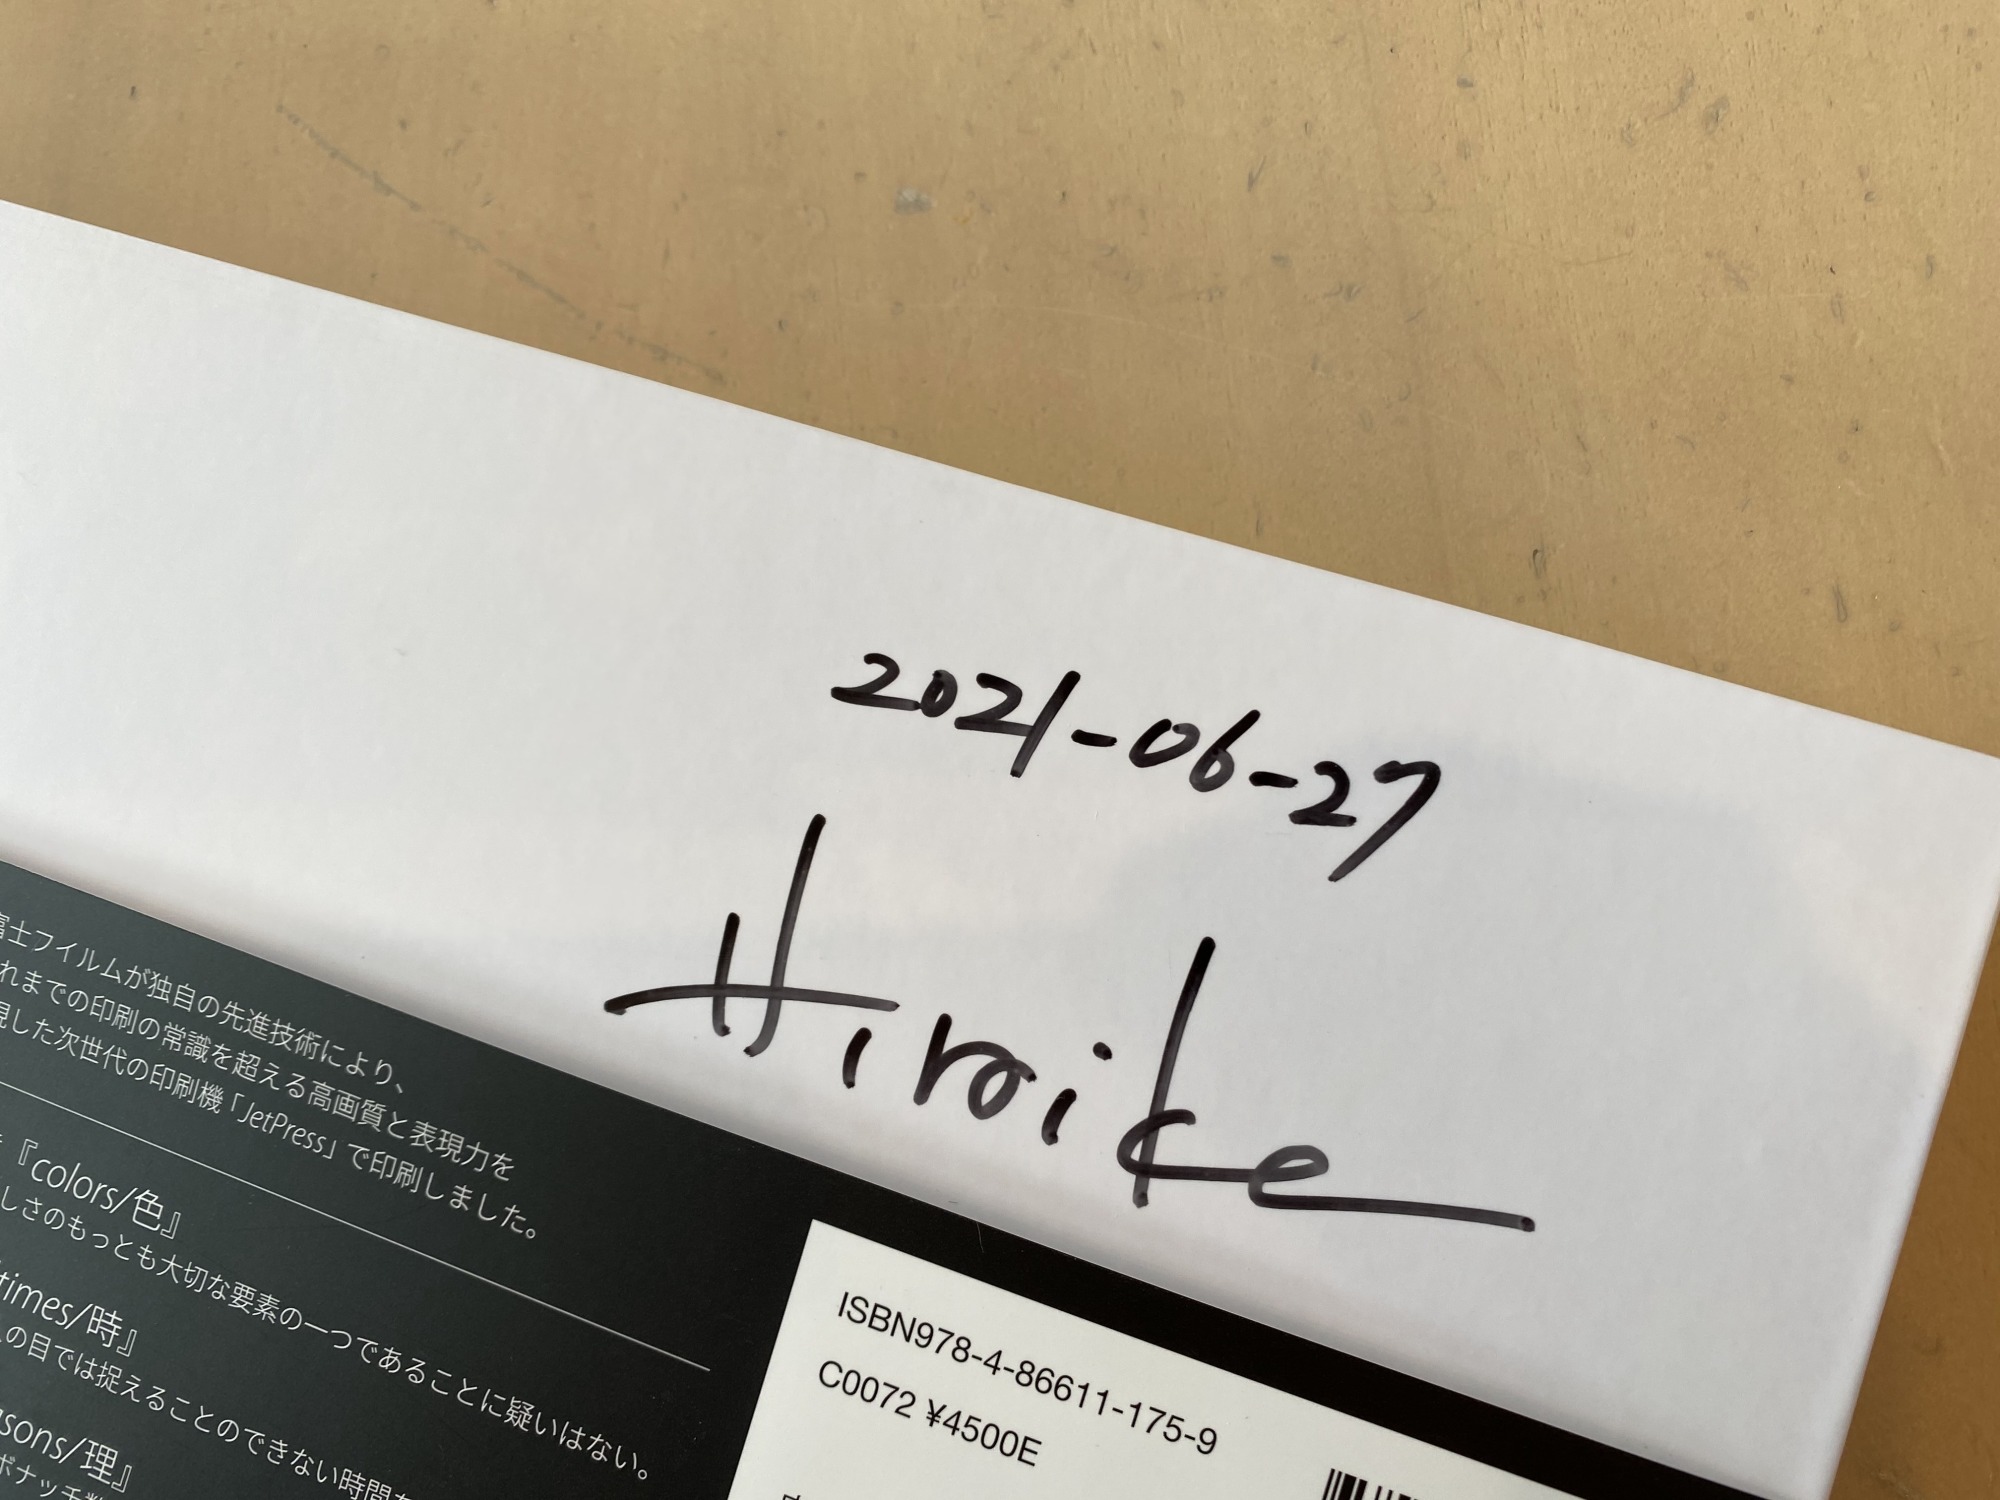 2021-06-27
Hiroike
富士フイルムが独自の先進技術により、
れまでの印刷の常識を超える高画質と表現力を
現した次世代の印刷機「JetPress」で印刷しました。
『colors/色』
しさのもっとも大切な要素の一つであることに疑いはない。
times/時』
の目では捉えることのできない時間
sons/理』
ボナッチ数
ISBN978-4-86611-175-9
C0072 ¥4500E